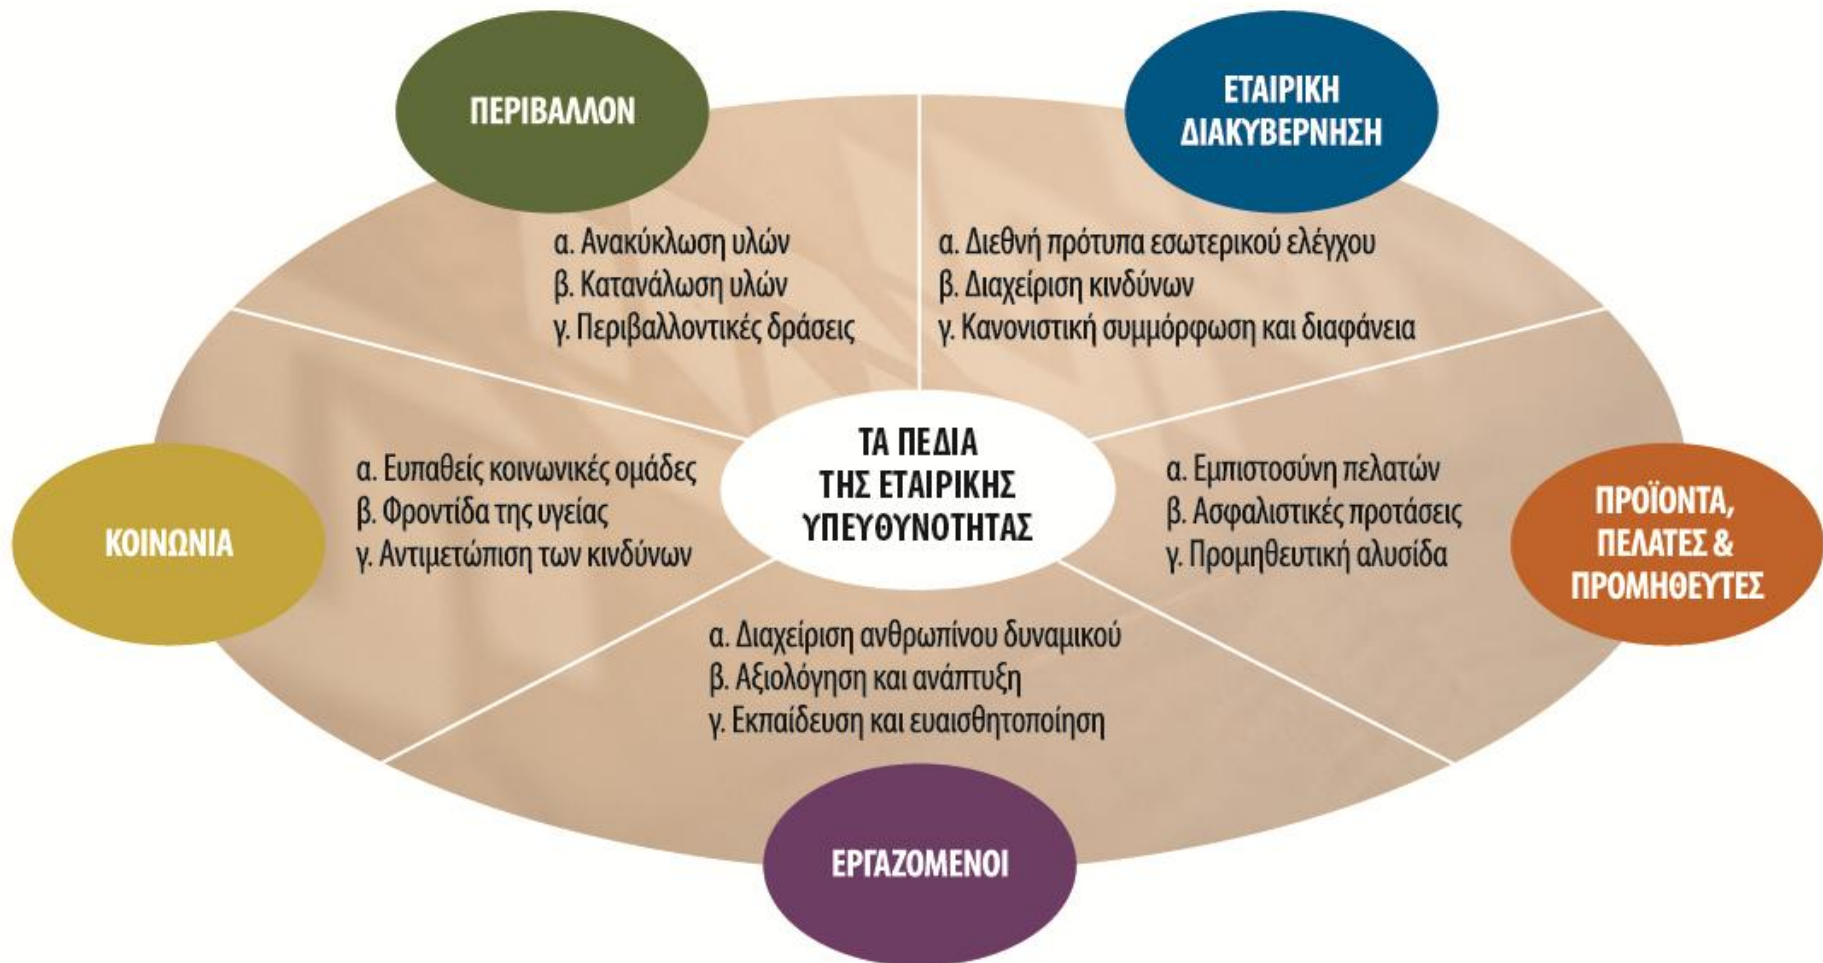 ΠΕΡΙΒΑΛΛΟΝ
α. Ανακύκλωση υλών
β. Κατανάλωση υλών
γ. Περιβαλλοντικές δράσεις
ΕΤΑΙΡΙΚΗ
ΔΙΑΚΥΒΕΡΝΗΣΗ
α. Διεθνή πρότυπα εσωτερικού ελέγχου
β. Διαχείριση κινδύνων
γ. Κανονιστική συμμόρφωση και διαφάνεια
ΚΟΙΝΩΝΙΑ
α. Ευπαθείς κοινωνικές ομάδες
β. Φροντίδα της υγείας
γ. Αντιμετώπιση των κινδύνων
ΤΑ ΠΕΔΙΑ
ΤΗΣ ΕΤΑΙΡΙΚΗΣ
ΥΠΕΥΘΥΝΟΤΗΤΑΣ
α. Εμπιστοσύνη πελατών
β. Ασφαλιστικές προτάσεις
γ. Προμηθευτική αλυσίδα
ΠΡΟΪΟΝΤΑ,
ΠΕΛΑΤΕΣ &
ΠΡΟΜΗΘΕΥΤΕΣ
α. Διαχείριση ανθρωπίνου δυναμικού
β. Αξιολόγηση και ανάπτυξη
γ. Εκπαίδευση και ευαισθητοποίηση
ΕΡΓΑΖΟΜΕΝΟΙ